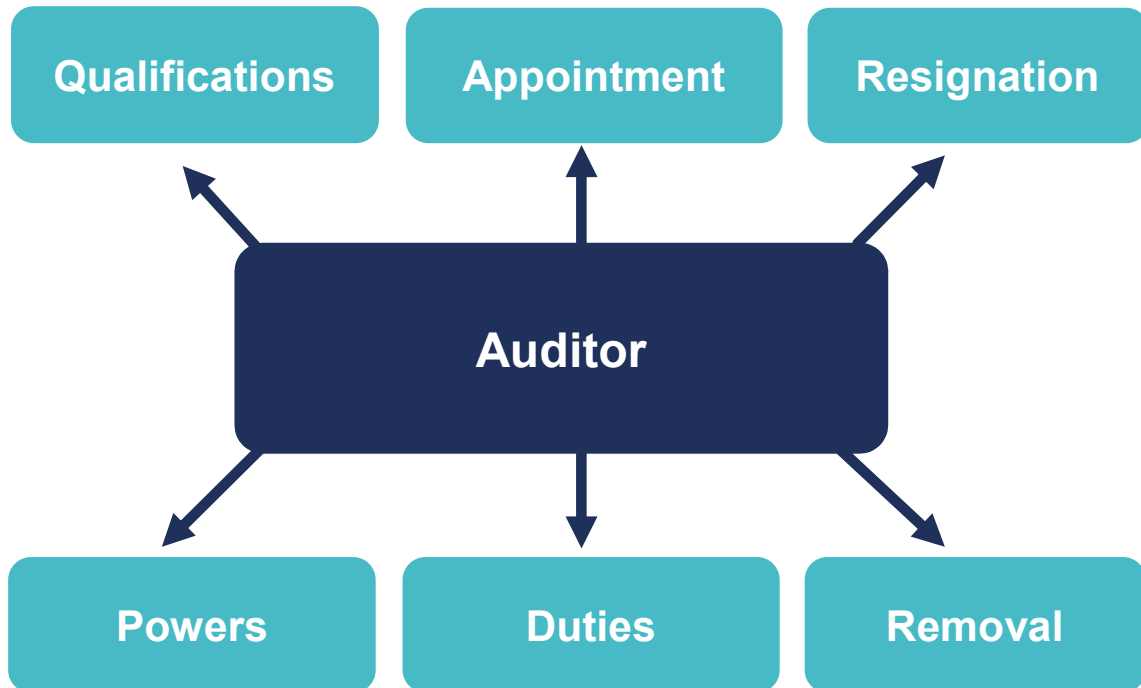 Qualifications
Appointment
Resignation
Auditor
Powers
Duties
Removal